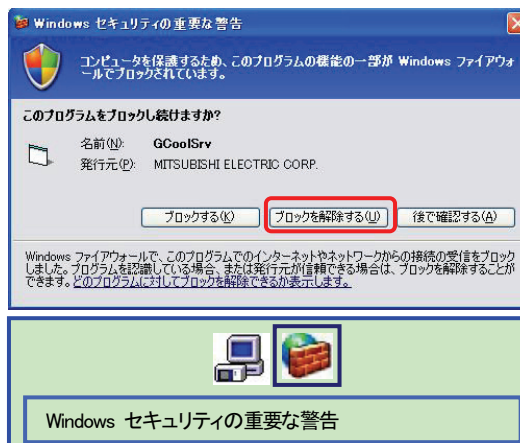 Windows セキュリティの重要な警告
コンピュータを保護するため、このプログラムの機能の一部が Windows ファイアウォ
ールでブロックされています。
このプログラムをブロックし続けますか?
名前(N): GCoolSrv
発行元(P): MITSUBISHI ELECTRIC CORP.
ブロックする(K) ブロックを解除する(U) 後で確認する(A)
Windows ファイアウォールで、このプログラムでのインターネットやネットワークからの接続の受信をブロック
しました。プログラムを認識している場合、または発行元が信頼できる場合は、ブロックを解除することが
できます。どのプログラムに対してブロックを解除できるか表示します。
Windows セキュリティの重要な警告